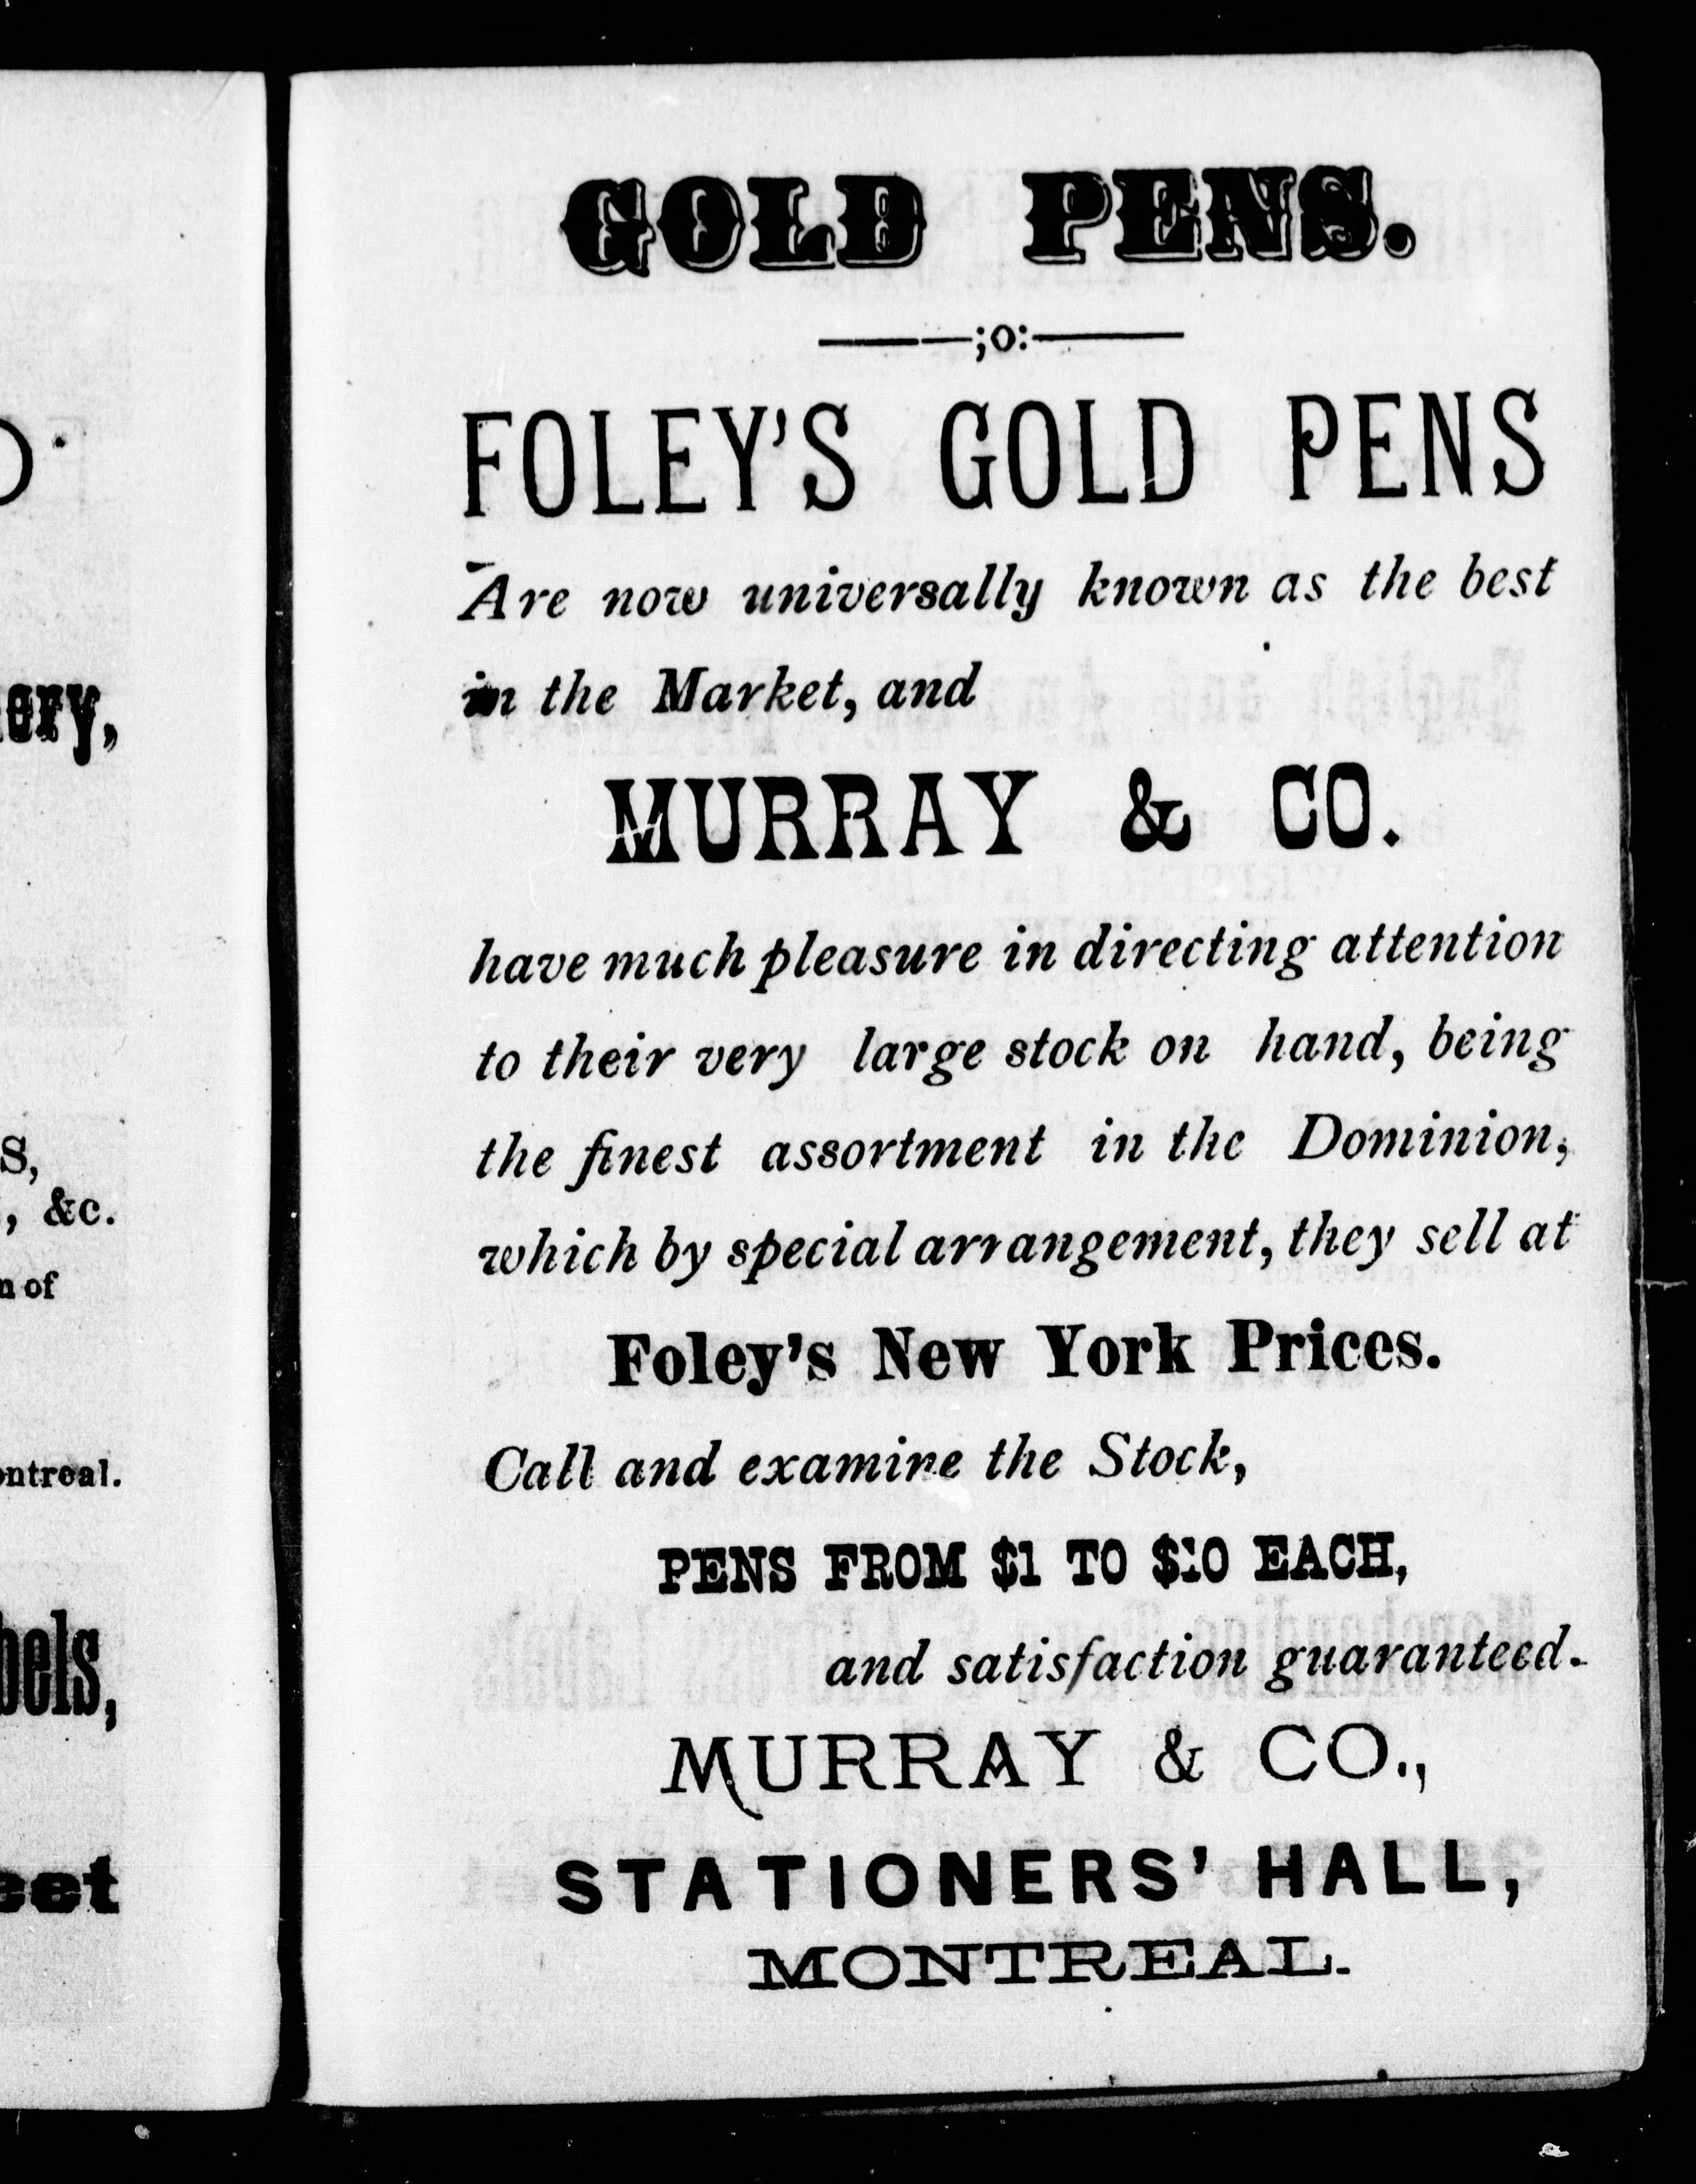 GOLD PENS.
;o:
FOLEY'S GOLD PENS
Are now universally known as the best
in the Market, and
MURRAY & CO.
have much pleasure in directing attention
to their very large stock on hand, being
the finest assortment in the Dominion,
which by special arrangement, they sell at
Foley's New York Prices.
Call and examine the Stock,
PENS FROM $1 TO $10 EACH,
and satisfaction guaranteed.
MURRAY & CO.,
STATIONERS' HALL,
MONTREAL.
S,
, &c.
of